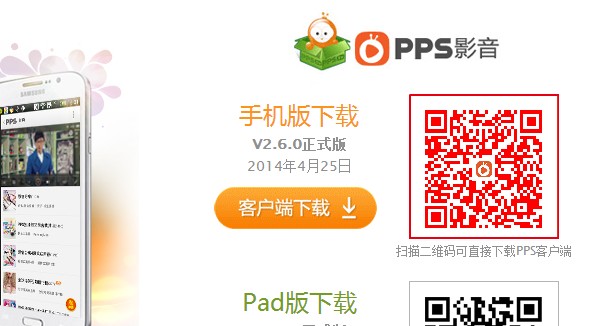 PPS影音
手机版下载
V2.6.0正式版
2014年4月25日
客户端下载
扫描二维码可直接下载PPS客户端
Pad版下载
SAMSUNG
PPS